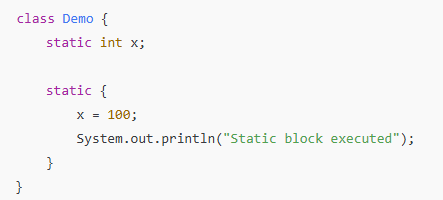 class Demo {
    static int x;

    static {
        x = 100;
        System.out.println("Static block executed");
    }
}